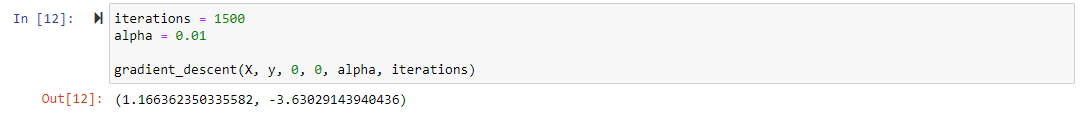 In [12]: iterations = 1500
alpha = 0.01
gradient_descent(X, y, 0, 0, alpha, iterations)
Out[12]: (1.166362350335582, -3.63029143940436)